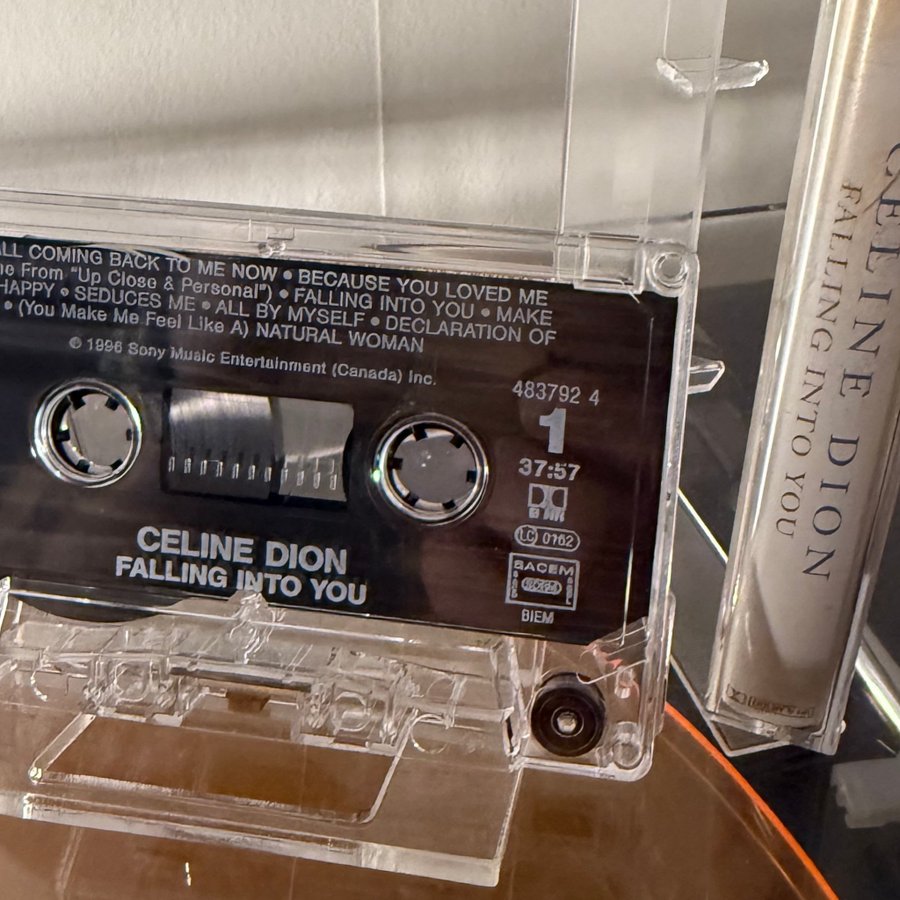 ALL COMING BACK TO ME NOW • BECAUSE YOU LOVED ME
me From "Up Close & Personal") • FALLING INTO YOU • MAKE
HAPPY • SEDUCES ME • ALL BY MYSELF • DECLARATION OF
• (You Make Me Feel Like A) NATURAL WOMAN
℗ 1996 Sony Music Entertainment (Canada) Inc.
483792 4
1
37:57
B NR
LC 0162
SACEM
BIEM
CELINE DION
FALLING INTO YOU
CELINE DION
FALLING INTO YOU